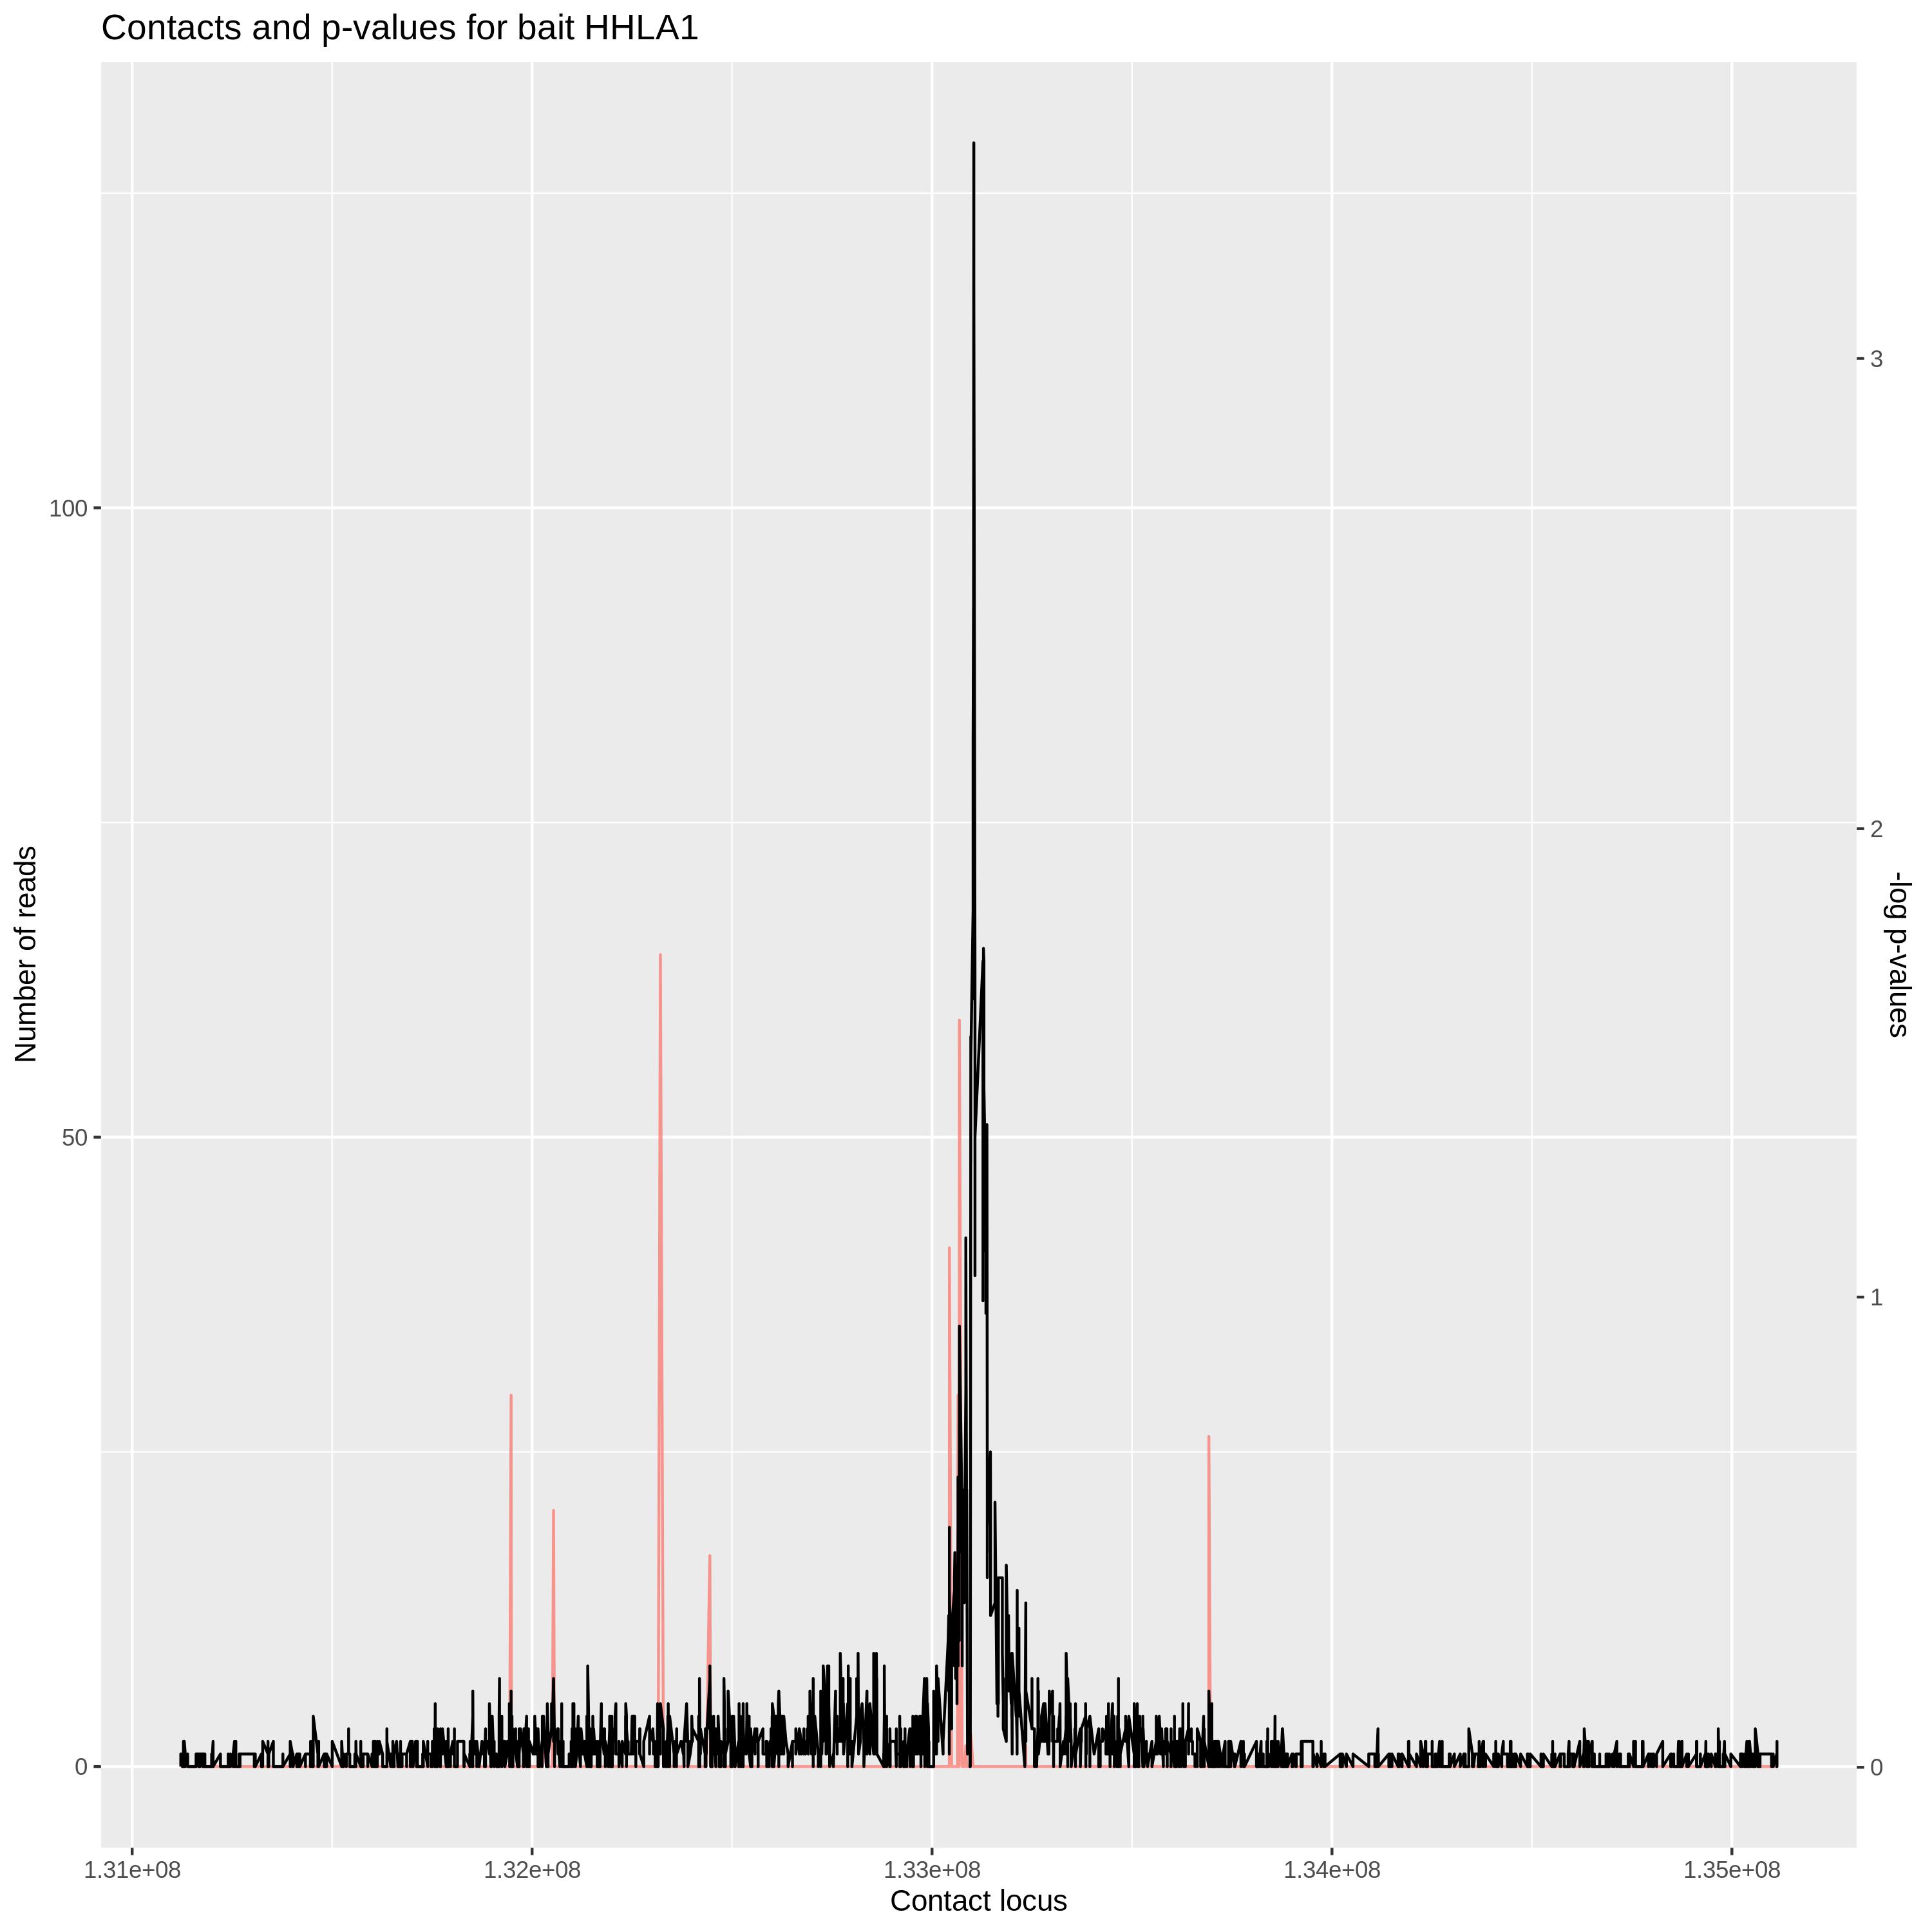 Contacts and p-values for bait HHLA1
Number of reads
100
50
0
3
2
1
0
-log p-values
1.31e+08 1.32e+08 1.33e+08 1.34e+08 1.35e+08
Contact locus